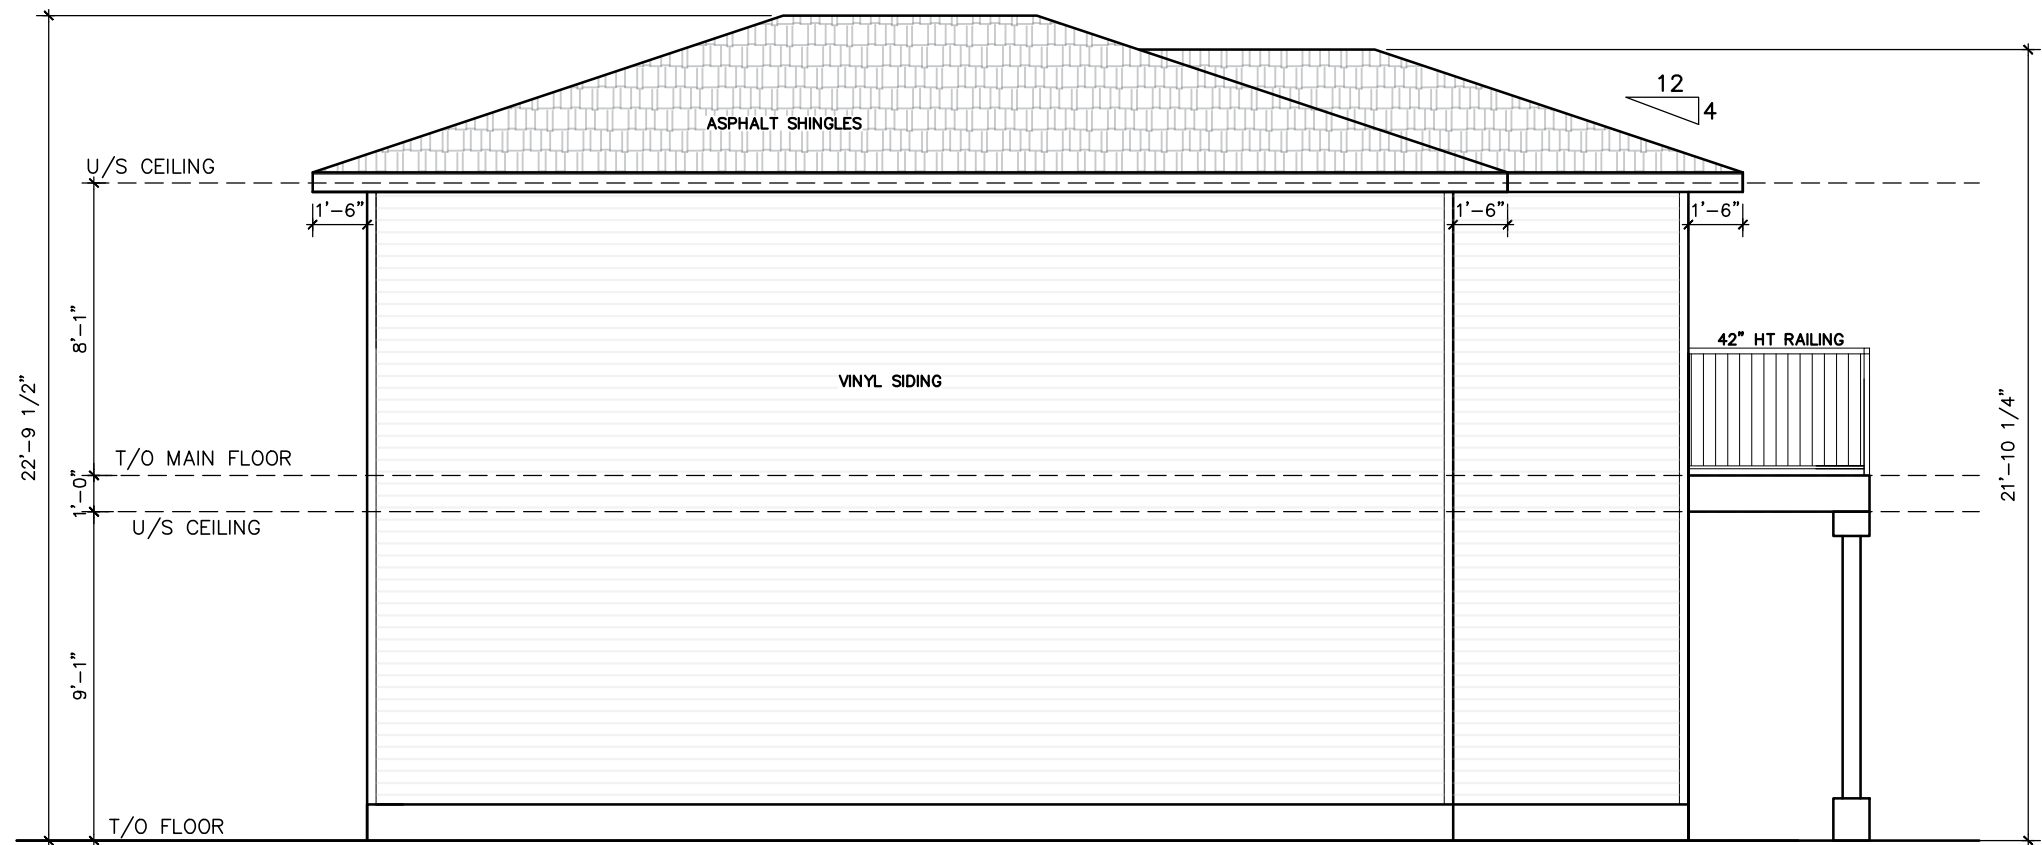 12
4
ASPHALT SHINGLES
U/S CEILING
1'-6"
1'-6"
1'-6"
8'-1"
42" HT RAILING
VINYL SIDING
22'-9 1/2"
21'-10 1/4"
T/O MAIN FLOOR
1'-0"
U/S CEILING
9'-1"
T/O FLOOR